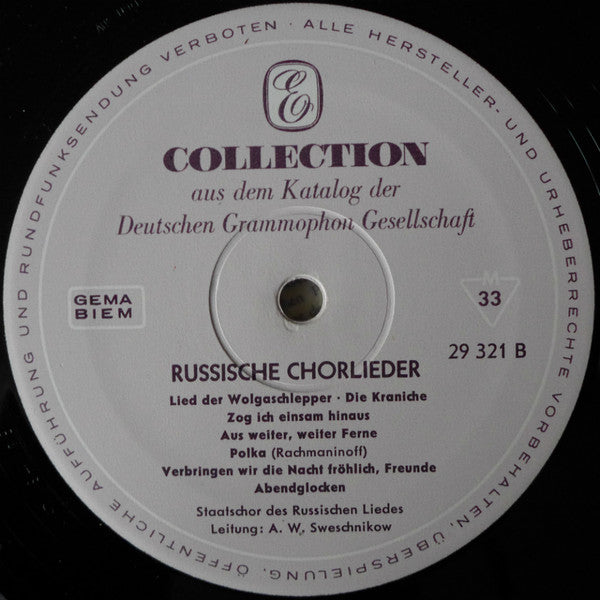 E
COLLECTION
aus dem Katalog der
Deutschen Grammophon Gesellschaft
GEMA
BIEM
M
33
RUSSISCHE CHORLIEDER
29 321 B
Lied der Wolgaschlepper · Die Kraniche
Zog ich einsam hinaus
Aus weiter, weiter Ferne
Polka (Rachmaninoff)
Verbringen wir die Nacht fröhlich, Freunde
Abendglocken
Staatschor des Russischen Liedes
Leitung: A. W. Sweschnikow
ALLE HERSTELLER- UND URHEBERRECHTE VORBEHALTEN, ÜBERSPIELUNG, ÖFFENTLICHE AUFFÜHRUNG UND RUNDFUNKSENDUNG VERBOTEN ·